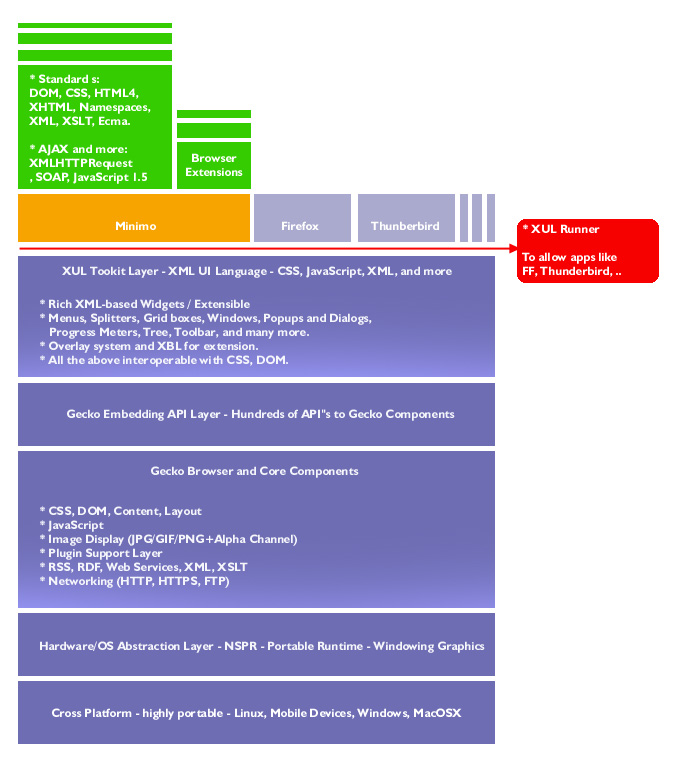 * Standard s:
DOM, CSS, HTML4,
XHTML, Namespaces,
XML, XSLT, Ecma.
* AJAX and more:
XMLHTTPRequest
, SOAP, JavaScript 1.5
Browser
Extensions
Minimo
Firefox
Thunberbird
* XUL Runner
To allow apps like
FF, Thunderbird, ..
XUL Tookit Layer - XML UI Language - CSS, JavaScript, XML, and more
* Rich XML-based Widgets / Extensible
* Menus, Splitters, Grid boxes, Windows, Popups and Dialogs,
Progress Meters, Tree, Toolbar, and many more.
* Overlay system and XBL for extension.
* All the above interoperable with CSS, DOM.
Gecko Embedding API Layer - Hundreds of API"s to Gecko Components
Gecko Browser and Core Components
* CSS, DOM, Content, Layout
* JavaScript
* Image Display (JPG/GIF/PNG+Alpha Channel)
* Plugin Support Layer
* RSS, RDF, Web Services, XML, XSLT
* Networking (HTTP, HTTPS, FTP)
Hardware/OS Abstraction Layer - NSPR - Portable Runtime - Windowing Graphics
Cross Platform - highly portable - Linux, Mobile Devices, Windows, MacOSX